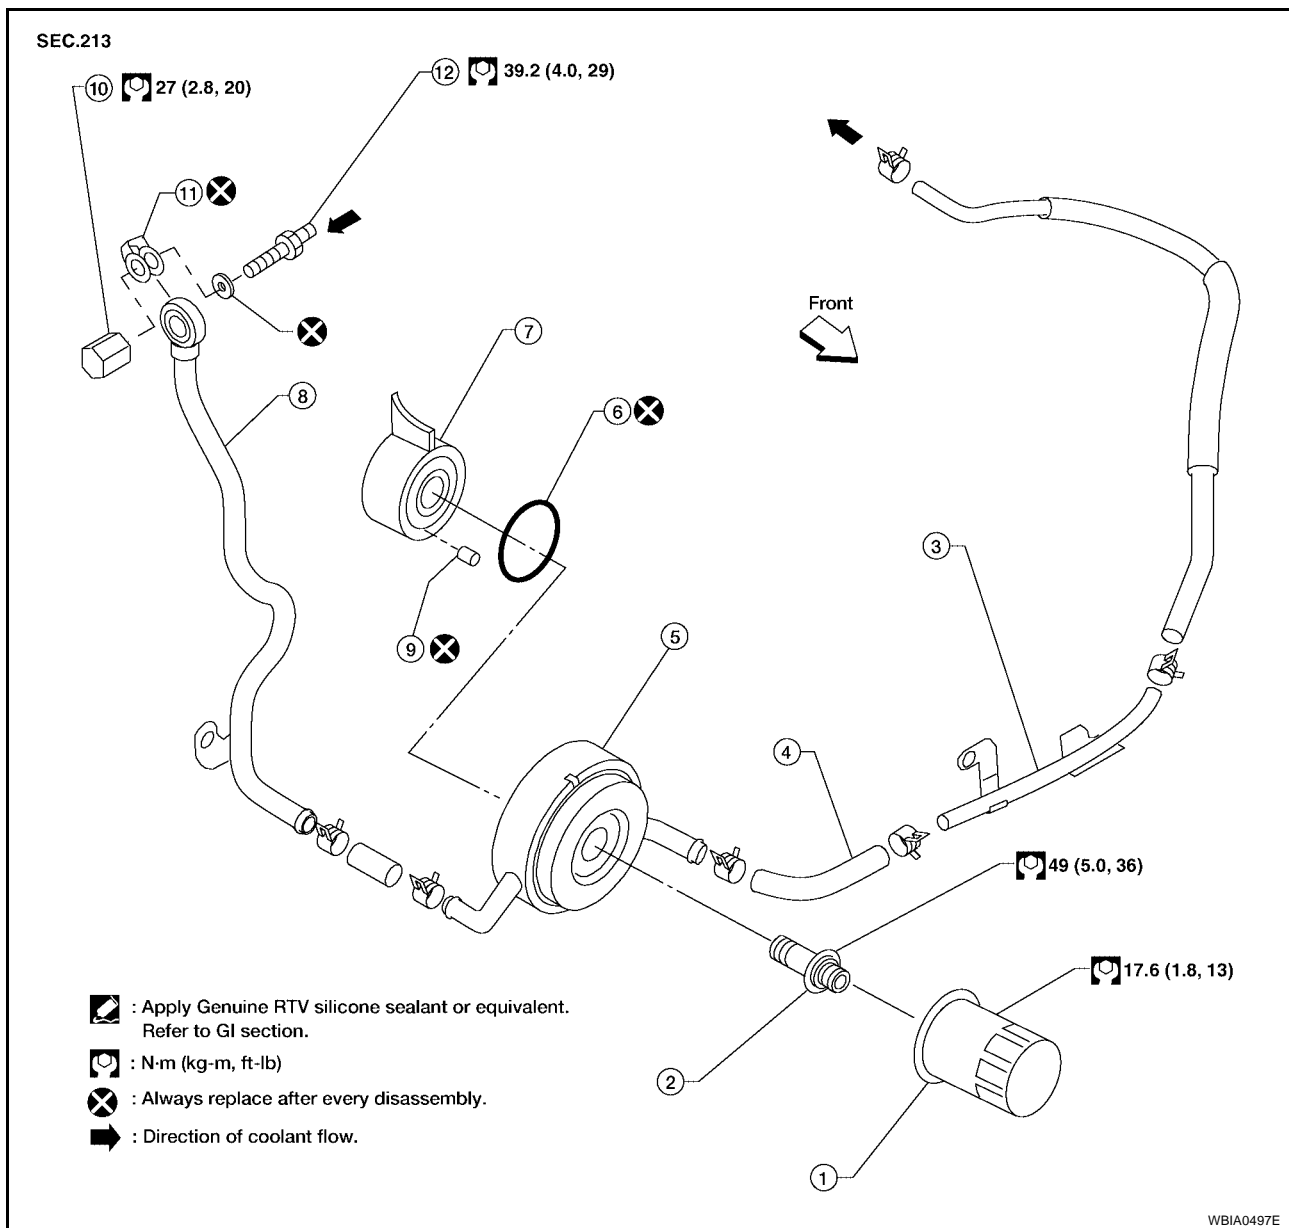 SEC.213
10 27 (2.8, 20)
12 39.2 (4.0, 29)
11
Front
7
8
6
3
9
5
4
49 (5.0, 36)
17.6 (1.8, 13)
2
1
: Apply Genuine RTV silicone sealant or equivalent.
Refer to GI section.
: N·m (kg-m, ft-lb)
: Always replace after every disassembly.
: Direction of coolant flow.
WBIA0497E